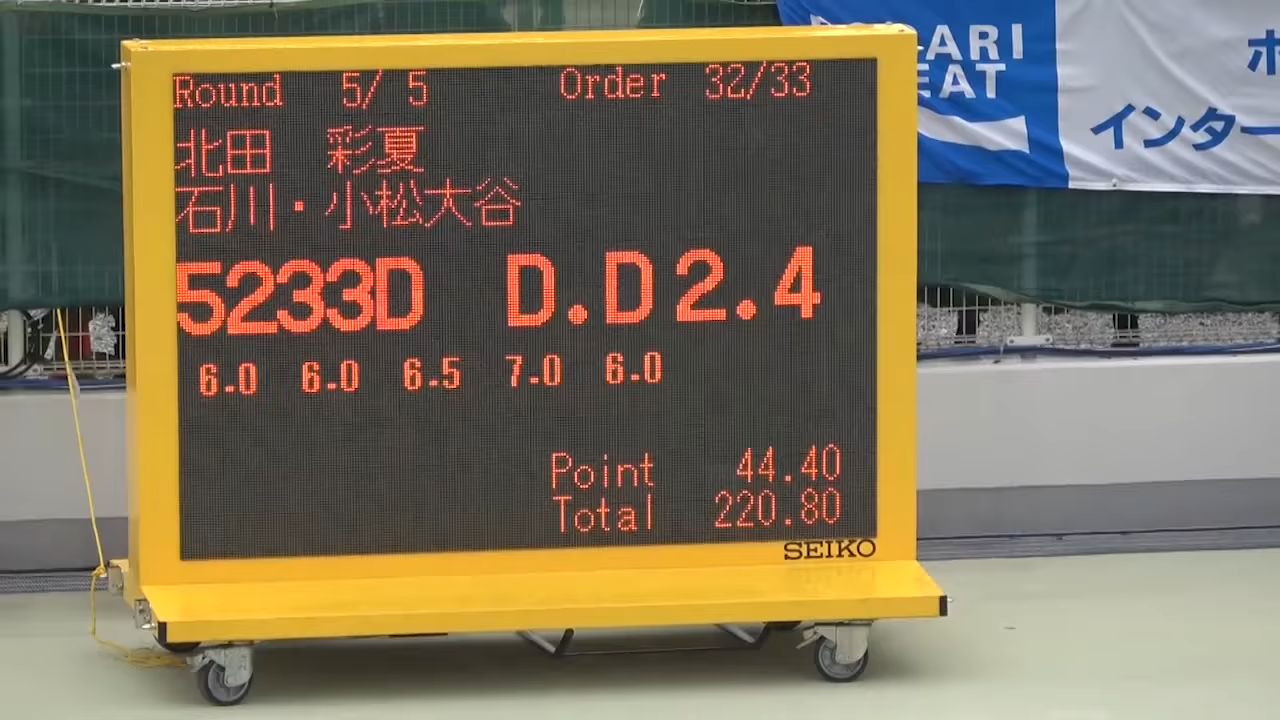 Round 5/ 5 Order 32/33
北田 彩夏
石川・小松大谷
5233D D.D 2.4
6.0 6.0 6.5 7.0 6.0
Point 44.40
Total 220.80
SEIKO
ARI
EAT
インター